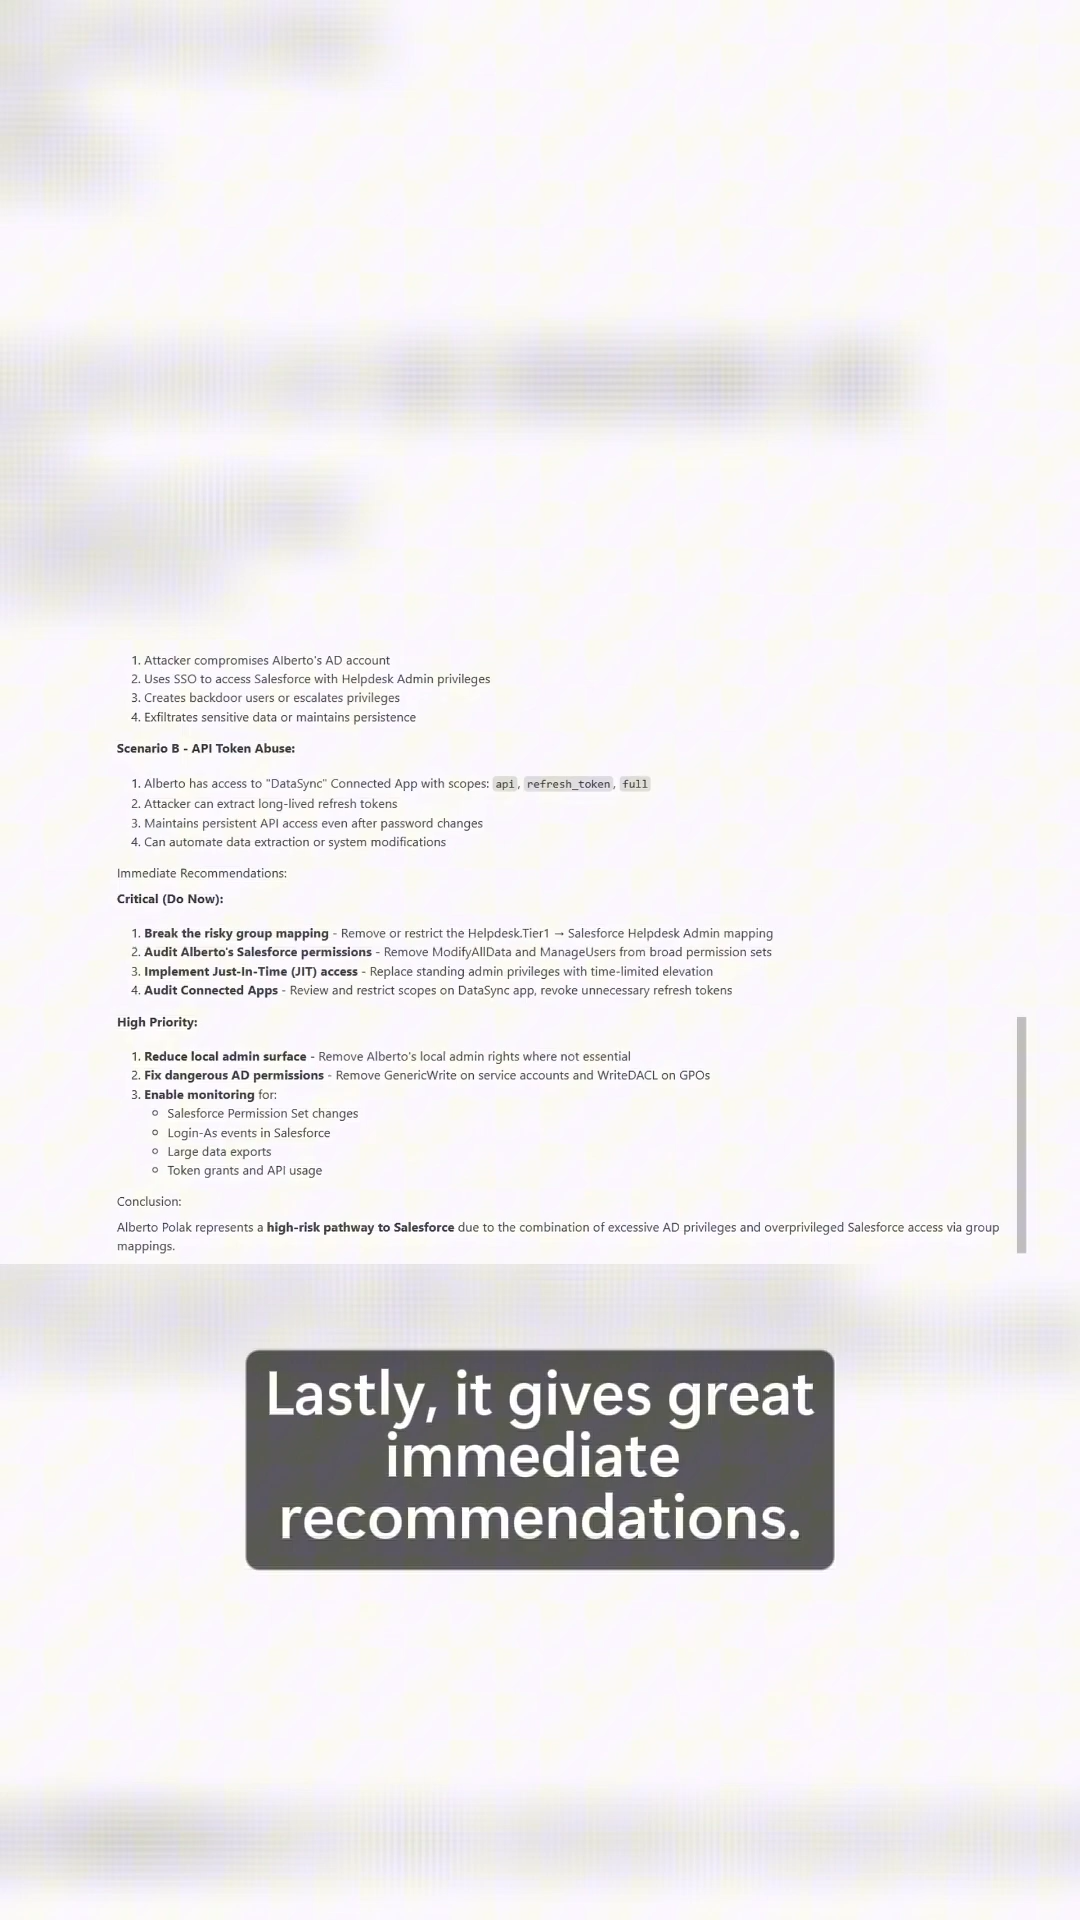 1. Attacker compromises Alberto's AD account
2. Uses SSO to access Salesforce with Helpdesk Admin privileges
3. Creates backdoor users or escalates privileges
4. Exfiltrates sensitive data or maintains persistence
Scenario B - API Token Abuse:
1. Alberto has access to "DataSync" Connected App with scopes: api, refresh_token, full
2. Attacker can extract long-lived refresh tokens
3. Maintains persistent API access even after password changes
4. Can automate data extraction or system modifications
Immediate Recommendations:
Critical (Do Now):
1. Break the risky group mapping - Remove or restrict the Helpdesk.Tier1 → Salesforce Helpdesk Admin mapping
2. Audit Alberto's Salesforce permissions - Remove ModifyAllData and ManageUsers from broad permission sets
3. Implement Just-In-Time (JIT) access - Replace standing admin privileges with time-limited elevation
4. Audit Connected Apps - Review and restrict scopes on DataSync app, revoke unnecessary refresh tokens
High Priority:
1. Reduce local admin surface - Remove Alberto's local admin rights where not essential
2. Fix dangerous AD permissions - Remove GenericWrite on service accounts and WriteDACL on GPOs
3. Enable monitoring for:
○ Salesforce Permission Set changes
○ Login-As events in Salesforce
○ Large data exports
○ Token grants and API usage
Conclusion:
Alberto Polak represents a high-risk pathway to Salesforce due to the combination of excessive AD privileges and overprivileged Salesforce access via group
mappings.
Lastly, it gives great
immediate
recommendations.